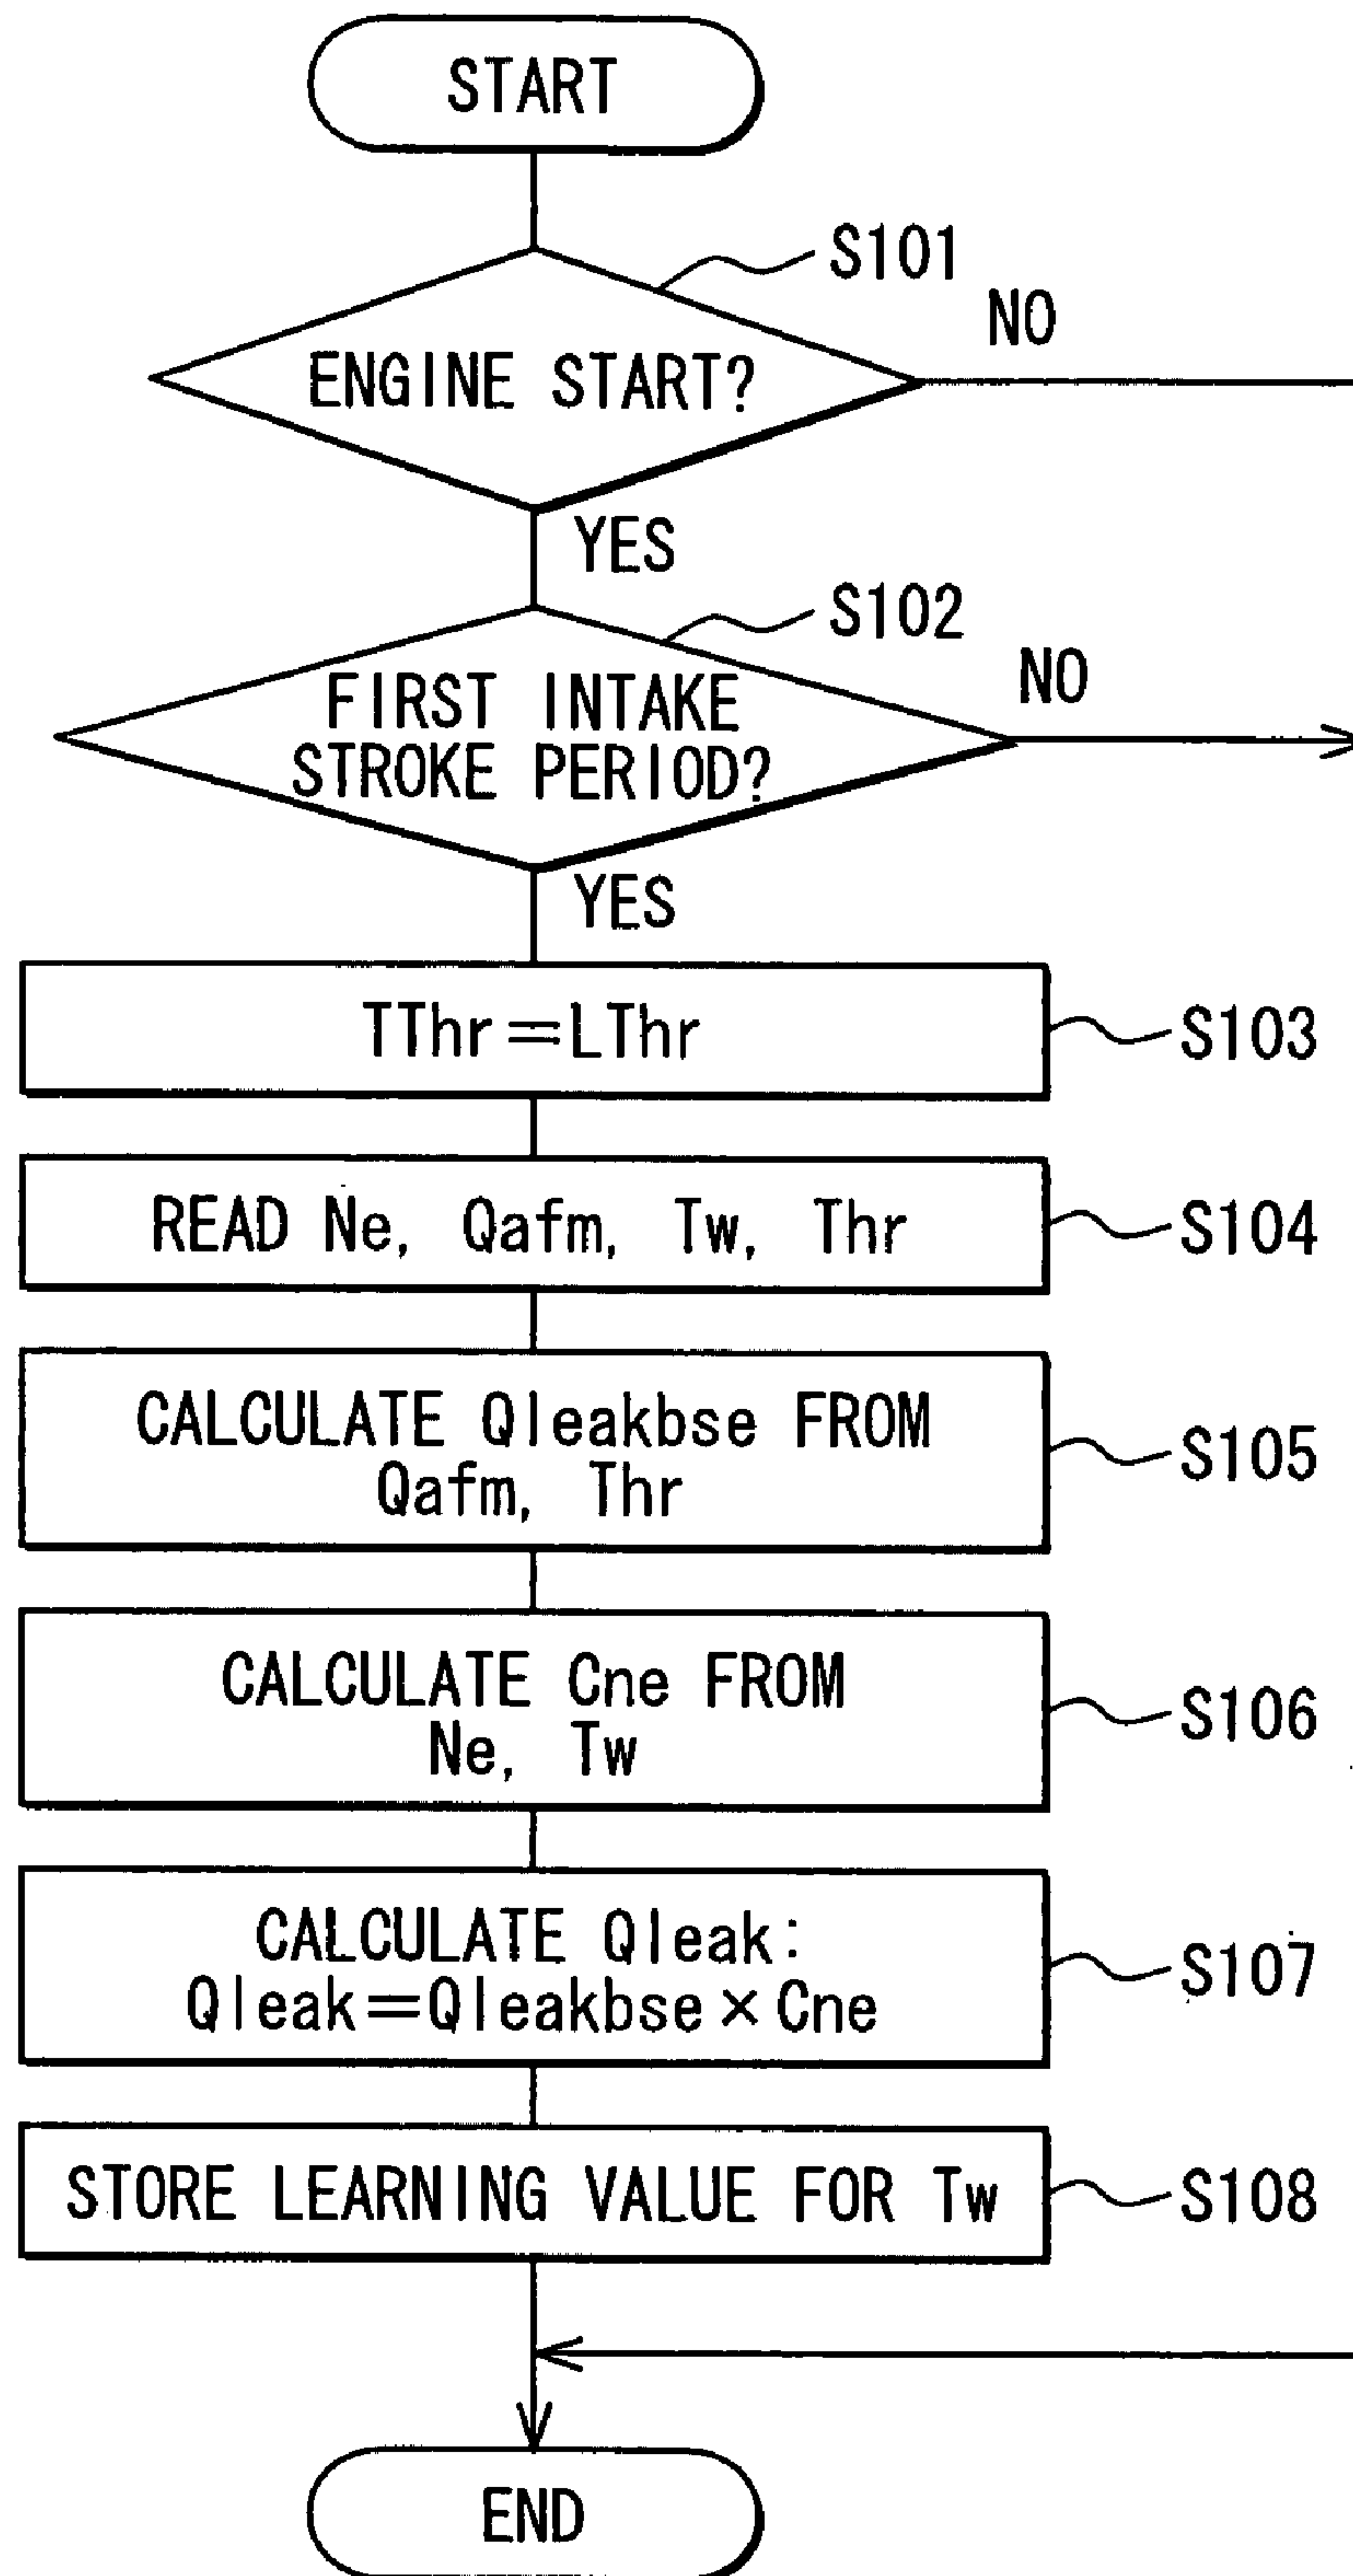 START
S101
NO
ENGINE START?
YES
S102
NO
FIRST INTAKE
STROKE PERIOD?
YES
TThr=LThr
S103
READ Ne, Qafm, Tw, Thr
S104
CALCULATE Qleakbse FROM
Qafm, Thr
S105
CALCULATE Cne FROM
Ne, Tw
S106
CALCULATE Qleak:
Qleak=Qleakbse×Cne
S107
STORE LEARNING VALUE FOR Tw
S108
END